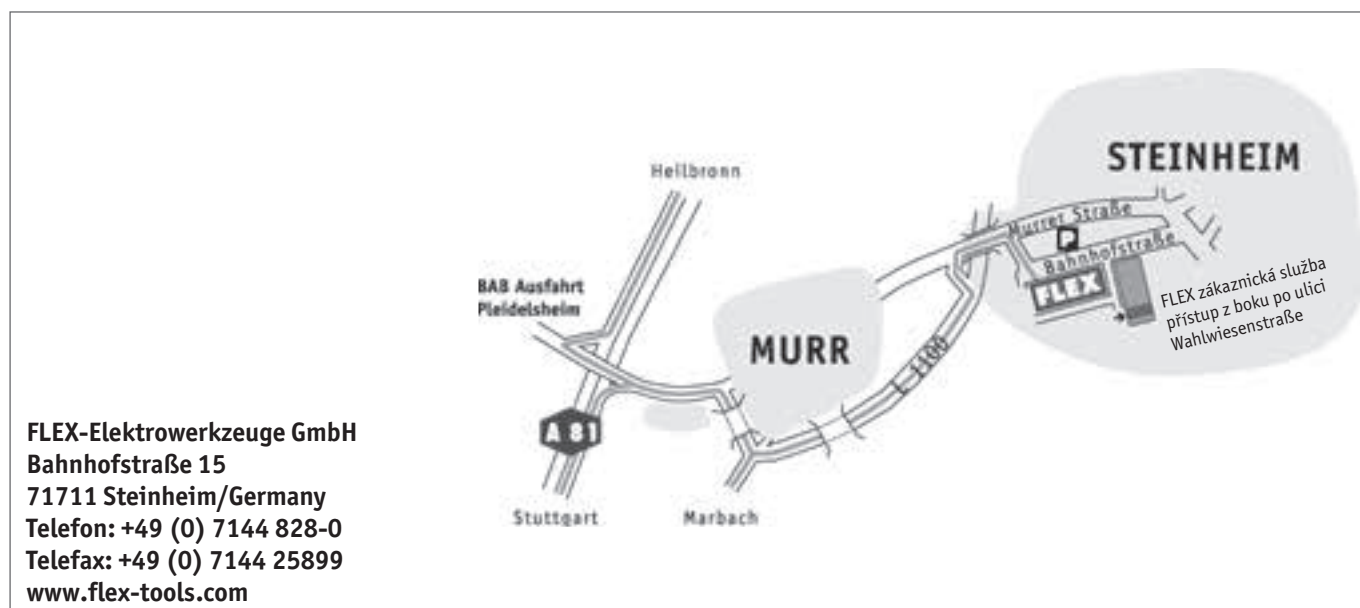 STEINHEIM
Heilbronn
Murrer Straße
P
Bahnhofstraße
BAB Ausfahrt
Pleidelsheim
FLEX
FLEX zákaznická služba
přístup z boku po ulici
Wahlwiesenstraße
MURR
L 1100
A 81
FLEX-Elektrowerkzeuge GmbH
Bahnhofstraße 15
71711 Steinheim/Germany
Telefon: +49 (0) 7144 828-0
Telefax: +49 (0) 7144 25899
www.flex-tools.com
Stuttgart
Marbach